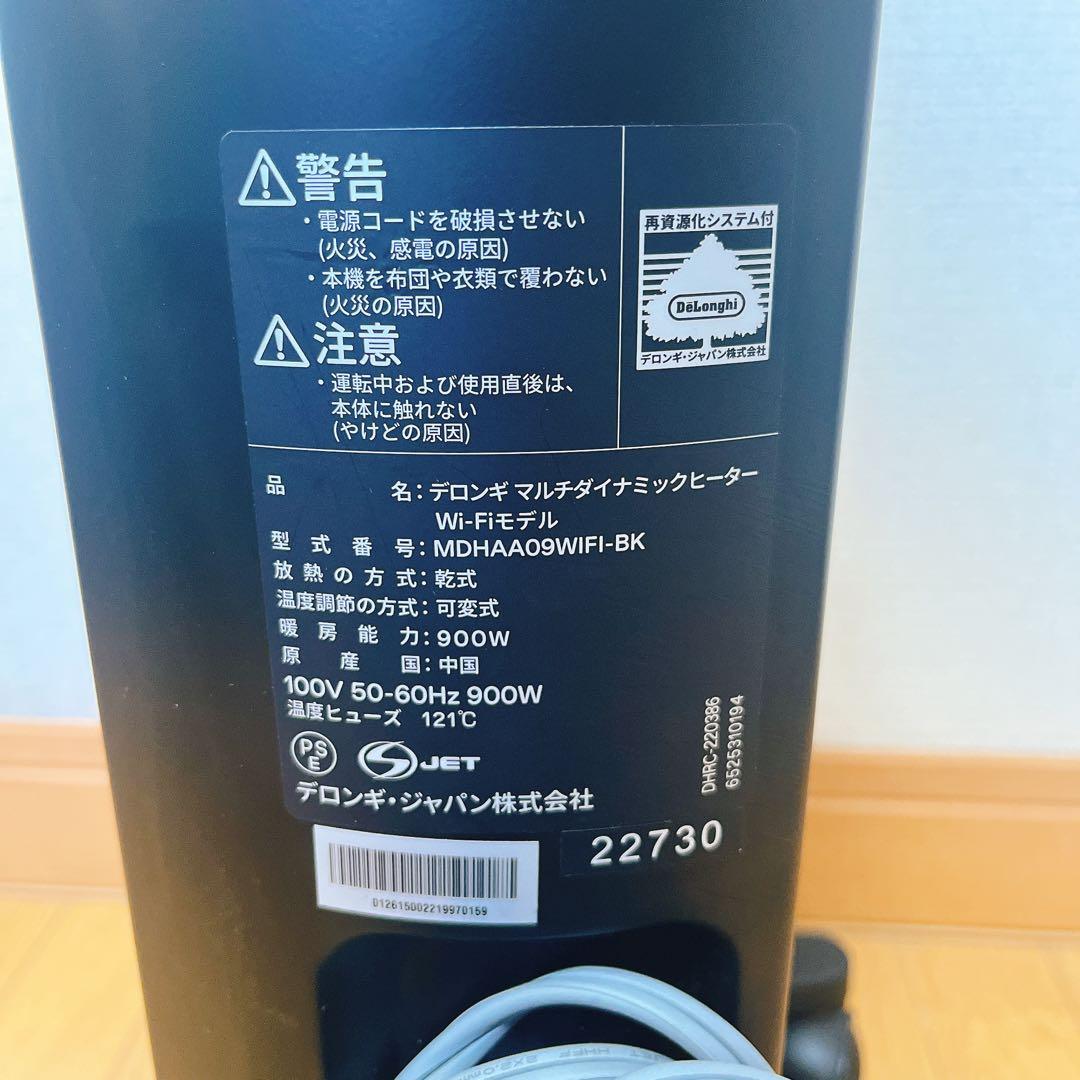 警告
・電源コードを破損させない
(火災、感電の原因)
・本機を布団や衣類で覆わない
(火災の原因)
注意
・運転中および使用直後は、
本体に触れない
(やけどの原因)
再資源化システム付
DēLonghi
デロンギ・ジャパン株式会社
品 名：デロンギ マルチダイナミックヒーター
Wi-Fiモデル
型式番号：MDHAA09WIFI-BK
放熱の方式：乾式
温度調節の方式：可変式
暖房能力：900W
原産国：中国
100V 50-60Hz 900W
温度ヒューズ 121℃
PSE
S JET
デロンギ・ジャパン株式会社
DHRC-220386
6525310194
22730
012615002219970159
HHFF 2X2.0m